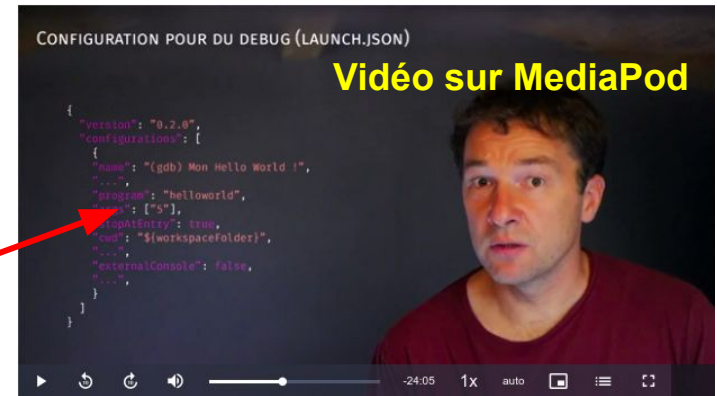 CONFIGURATION POUR DU DEBUG (LAUNCH.JSON)
Vidéo sur MediaPod
{
"version": "0.2.0",
"configurations": [
{
"name": "(gdb) Mon Hello World !",
"...",
"program": "helloworld",
": ["5"],
"stopAtEntry": true,
"cwd": "${workspaceFolder}",
"...",
"externalConsole": false,
"...",
}
]
}
-24:05 1x auto